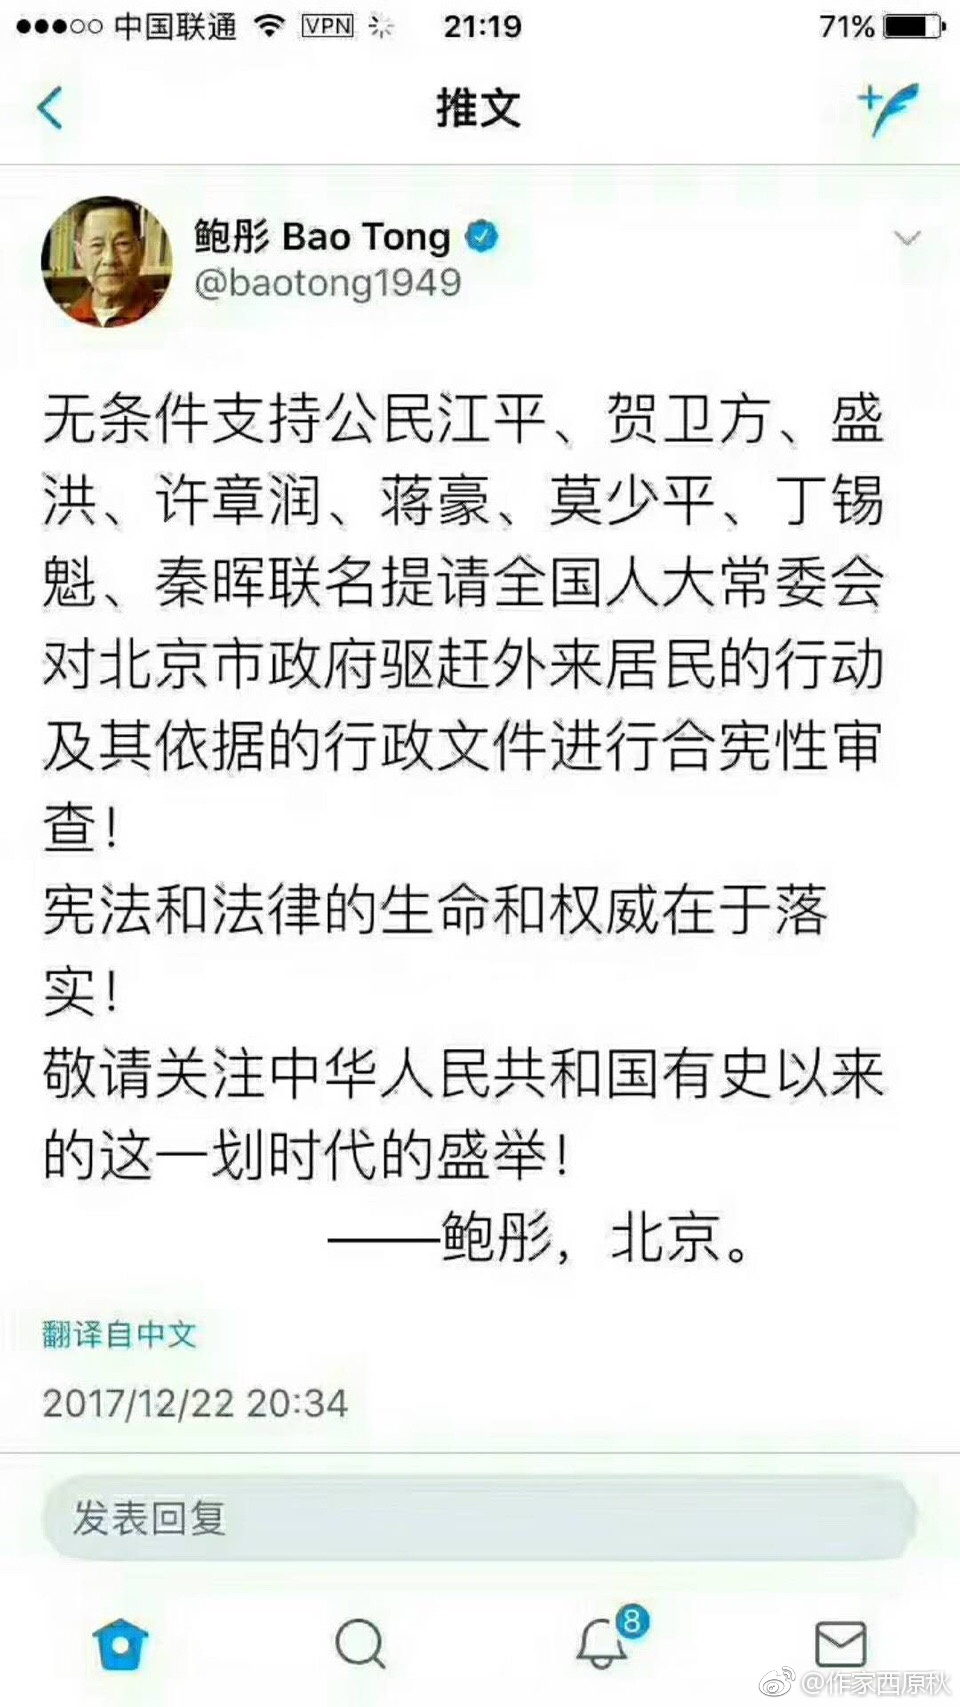 中国联通 VPN 21:19 71%
推文
鲍彤 Bao Tong
@baotong1949
无条件支持公民江平、贺卫方、盛
洪、许章润、蒋豪、莫少平、丁锡
魁、秦晖联名提请全国人大常委会
对北京市政府驱赶外来居民的行动
及其依据的行政文件进行合宪性审
查！
宪法和法律的生命和权威在于落
实！
敬请关注中华人民共和国有史以来
的这一划时代的盛举！
——鲍彤，北京。
翻译自中文
2017/12/22 20:34
发表回复
8
@作家西原秋